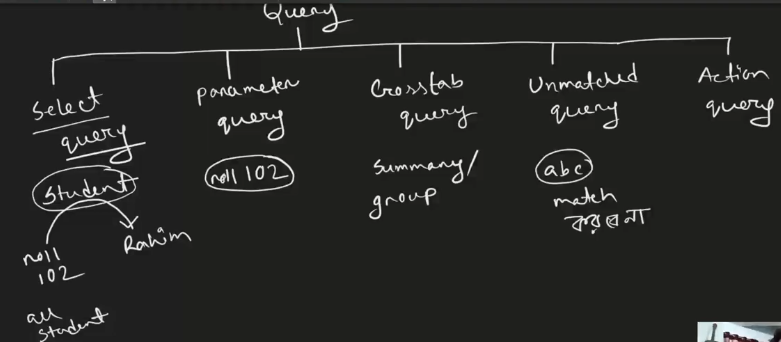 Query
Select
query
Student
roll
102
Rahim
all
student
parameter
query
roll 102
Crosstab
query
Summary/
group
Unmatched
query
abc
match
করবে না
Action
query